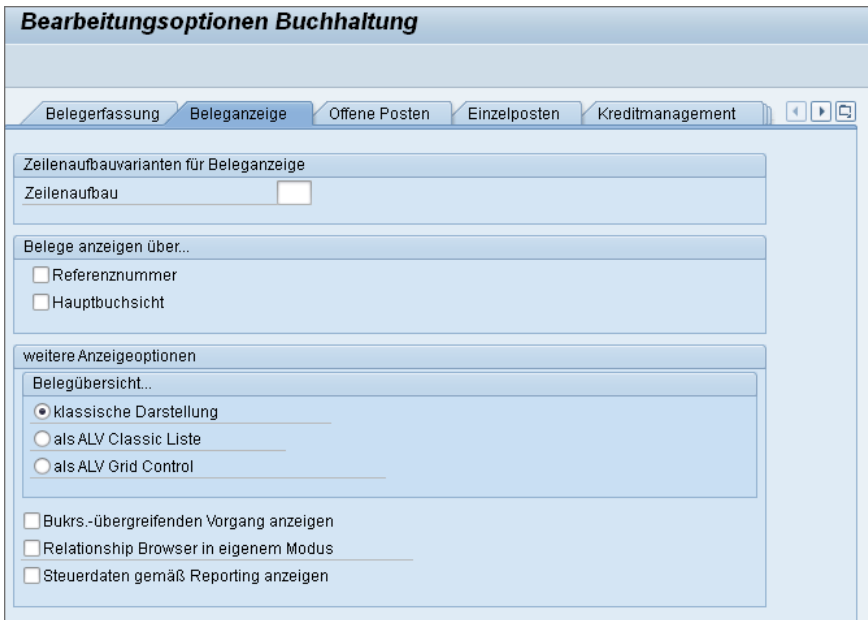 Bearbeitungsoptionen Buchhaltung
Belegerfassung Beleganzeige Offene Posten Einzelposten Kreditmanagement
Zeilenaufbauvarianten für Beleganzeige
Zeilenaufbau
Belege anzeigen über...
Referenznummer
Hauptbuchsicht
weitere Anzeigeoptionen
Belegübersicht...
klassische Darstellung
als ALV Classic Liste
als ALV Grid Control
Bukrs.-übergreifenden Vorgang anzeigen
Relationship Browser in eigenem Modus
Steuerdaten gemäß Reporting anzeigen